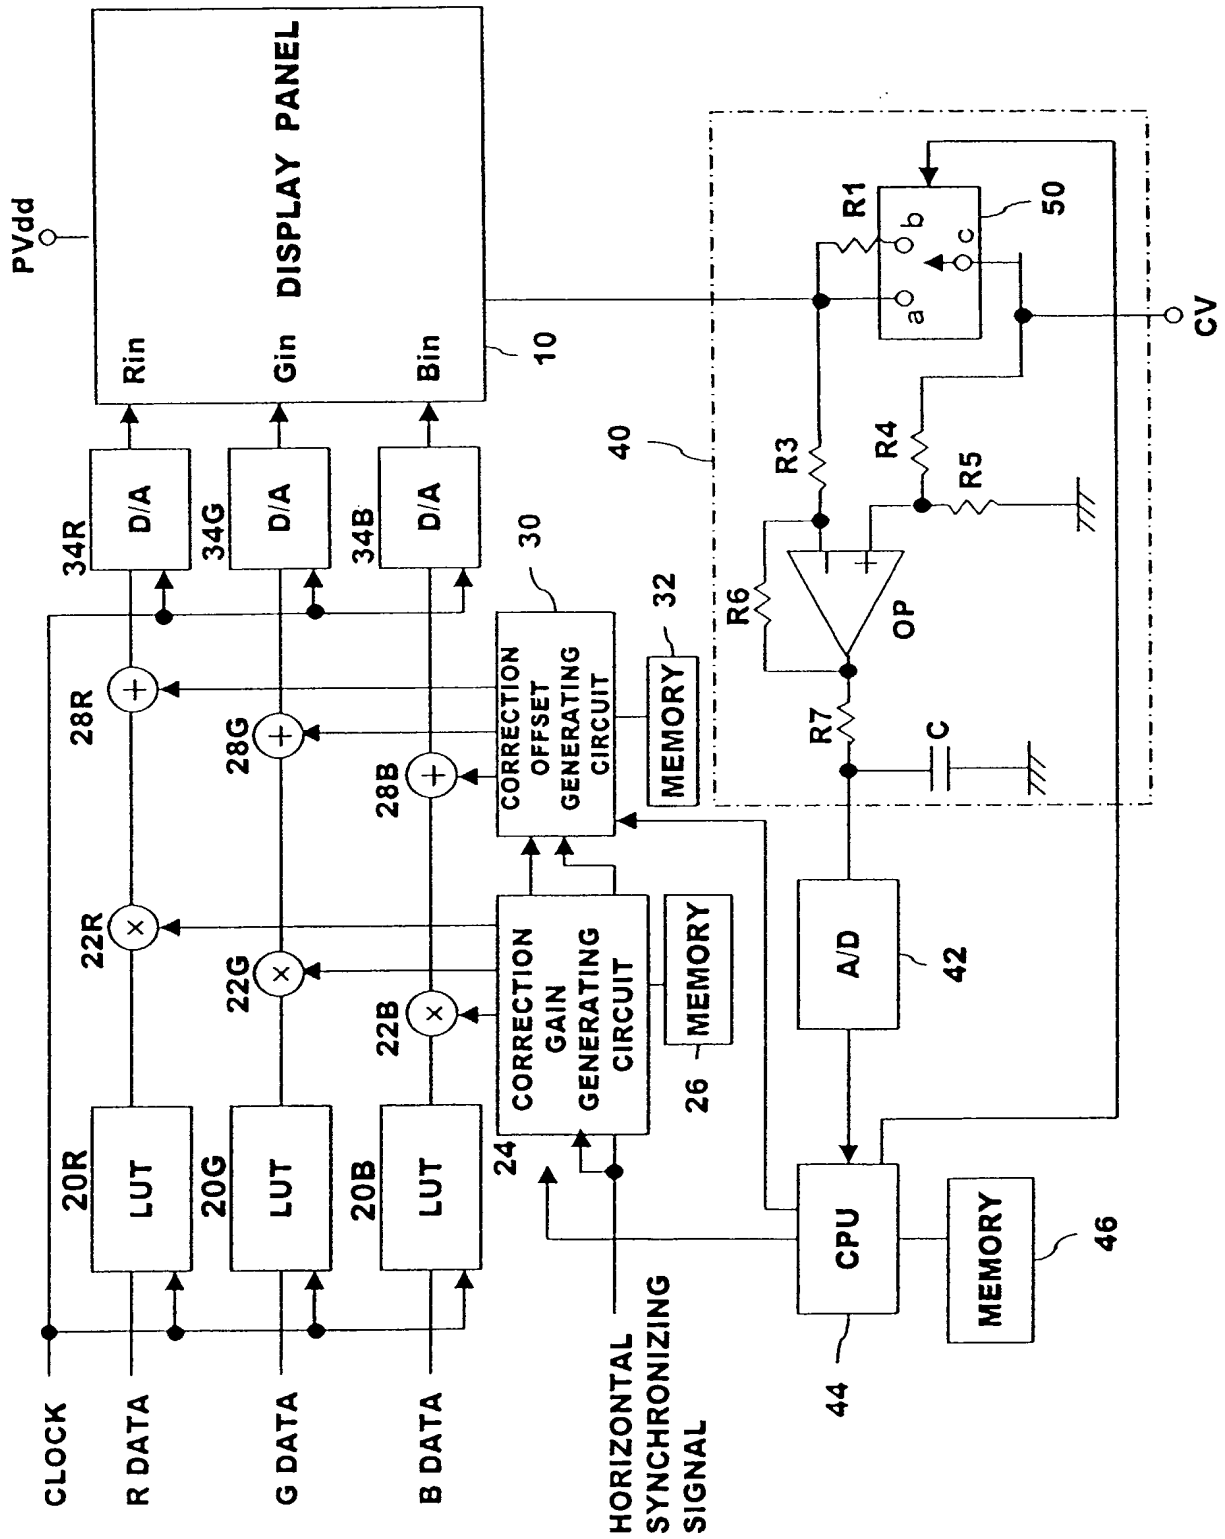 CLOCK
R DATA
G DATA
B DATA
HORIZONTAL
SYNCHRONIZING
SIGNAL
20R
LUT
20G
LUT
20B
LUT
22R
×
22G
×
22B
×
24
CORRECTION
GAIN
GENERATING
CIRCUIT
26
MEMORY
28R
+
28G
+
28B
+
30
CORRECTION
OFFSET
GENERATING
CIRCUIT
32
MEMORY
34R
D/A
34G
D/A
34B
D/A
Rin
Gin
Bin
DISPLAY PANEL
10
PVdd
40
R1
R3
R4
R5
R6
R7
C
OP
−
+
a
b
c
50
CV
A/D
42
CPU
44
MEMORY
46